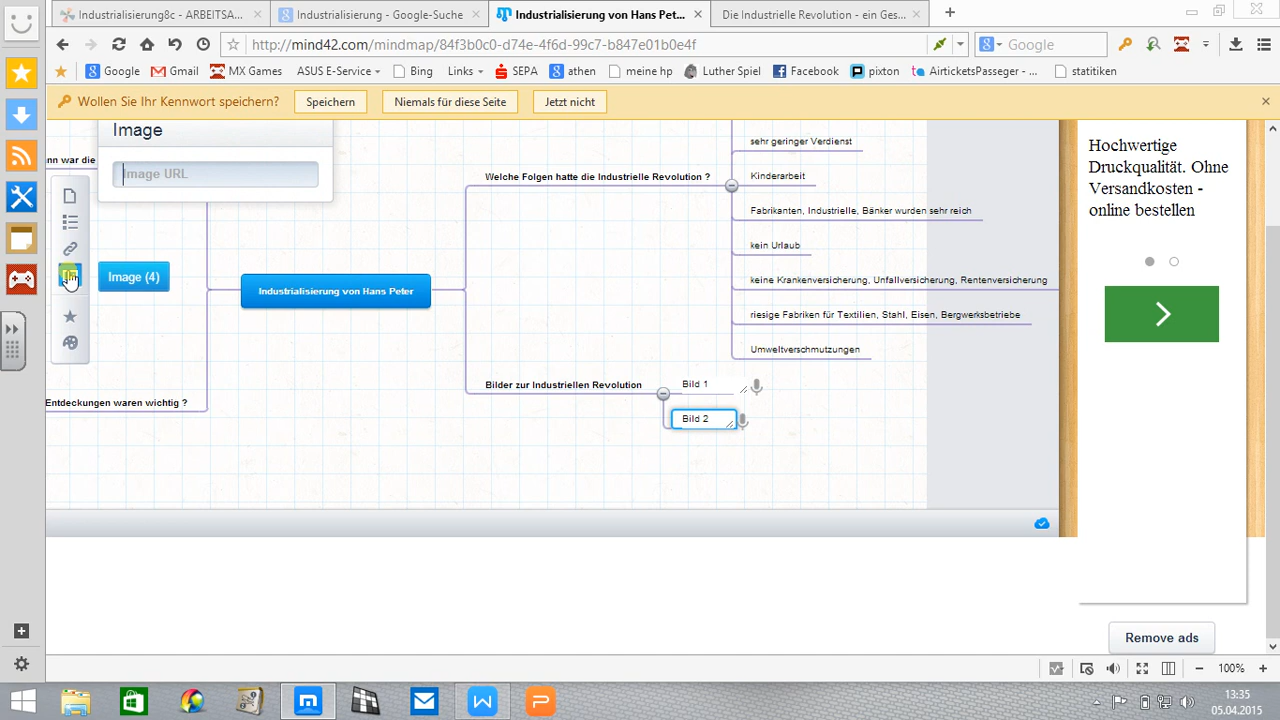 Industrialisierung8c - ARBEITSA...
Industrialisierung - Google-Suche
Industrialisierung von Hans Pete...
Die Industrielle Revolution - ein Ges...
http://mind42.com/mindmap/84f3b0c0-d74e-4f6d-99c7-b847e01b0e4f
Google
Google
Gmail
MX Games
ASUS E-Service
Bing
Links
SEPA
athen
meine hp
Luther Spiel
Facebook
pixton
AirticketsPasseger - ...
statitiken
Wollen Sie Ihr Kennwort speichern?
Speichern
Niemals für diese Seite
Jetzt nicht
Image
Image URL
Image (4)
ann war die
Entdeckungen waren wichtig ?
Industrialisierung von Hans Peter
Welche Folgen hatte die Industrielle Revolution ?
sehr geringer Verdienst
Kinderarbeit
Fabrikanten, Industrielle, Bänker wurden sehr reich
kein Urlaub
keine Krankenversicherung, Unfallversicherung, Rentenversicherung
riesige Fabriken für Textilien, Stahl, Eisen, Bergwerksbetriebe
Umweltverschmutzungen
Bilder zur Industriellen Revolution
Bild 1
Bild 2
Hochwertige
Druckqualität. Ohne
Versandkosten -
online bestellen
Remove ads
100%
13:35
05.04.2015